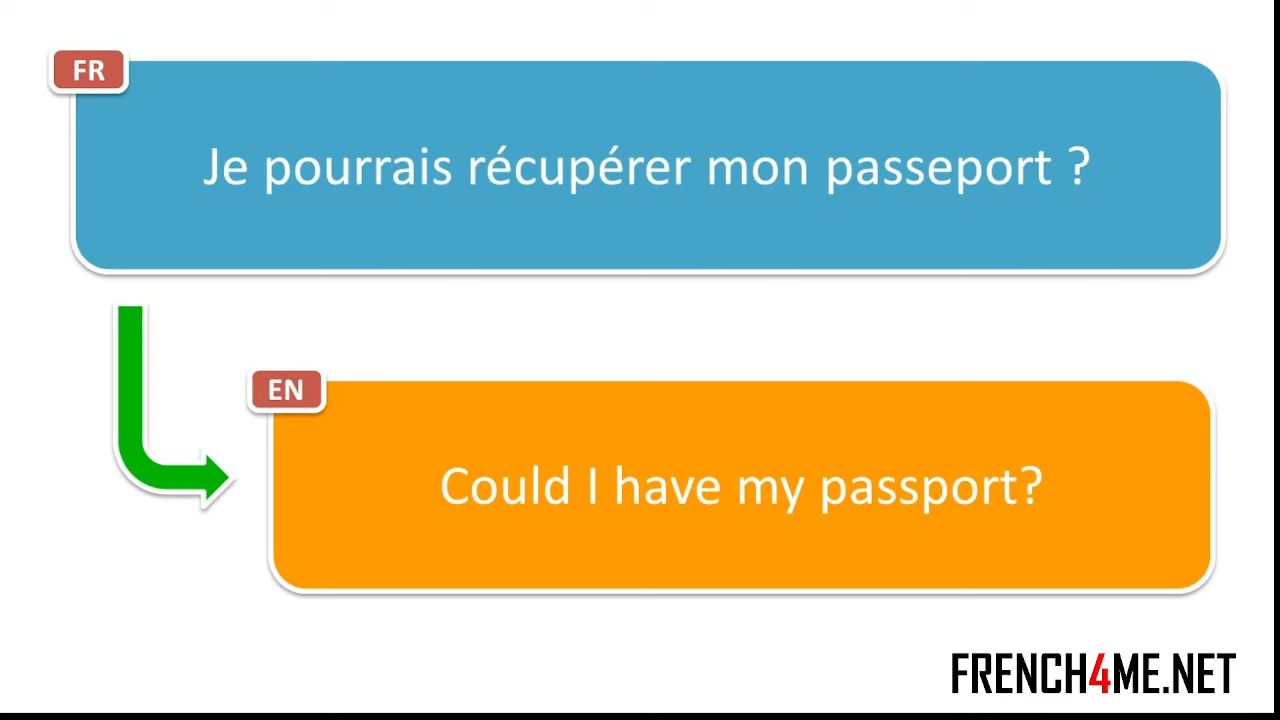 FR
Je pourrais récupérer mon passeport ?
EN
Could I have my passport?
FRENCH4ME.NET